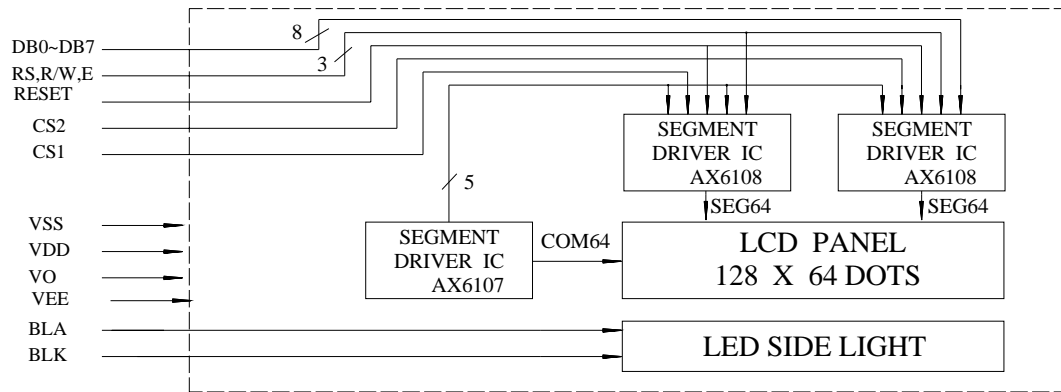 DB0~DB7
8
RS,R/W,E
3
RESET
CS2
CS1
5
SEGMENT
DRIVER IC
AX6108
SEGMENT
DRIVER IC
AX6108
SEG64
SEG64
VSS
VDD
VO
VEE
SEGMENT
DRIVER IC
AX6107
COM64
LCD PANEL
128 X 64 DOTS
BLA
BLK
LED SIDE LIGHT